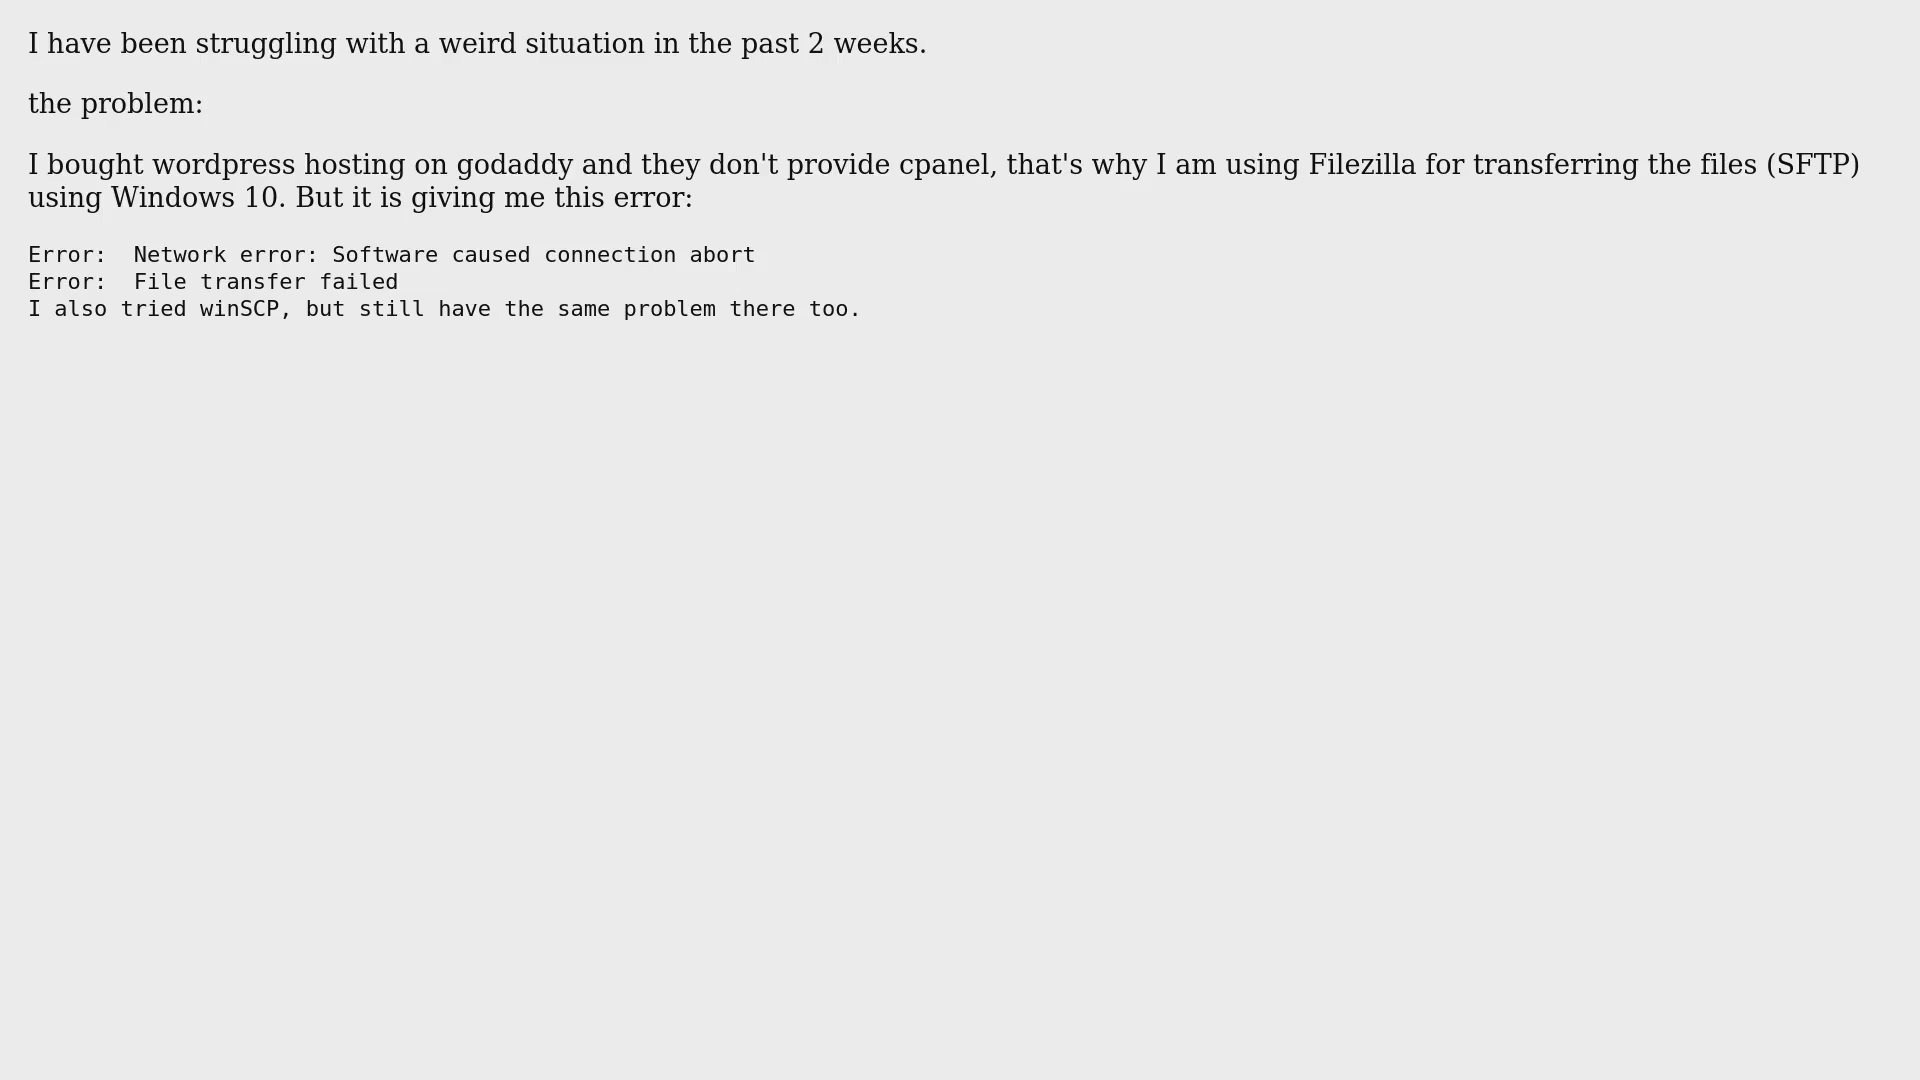 I have been struggling with a weird situation in the past 2 weeks.
the problem:
I bought wordpress hosting on godaddy and they don't provide cpanel, that's why I am using Filezilla for transferring the files (SFTP)
using Windows 10. But it is giving me this error:
Error:  Network error: Software caused connection abort
Error:  File transfer failed
I also tried winSCP, but still have the same problem there too.